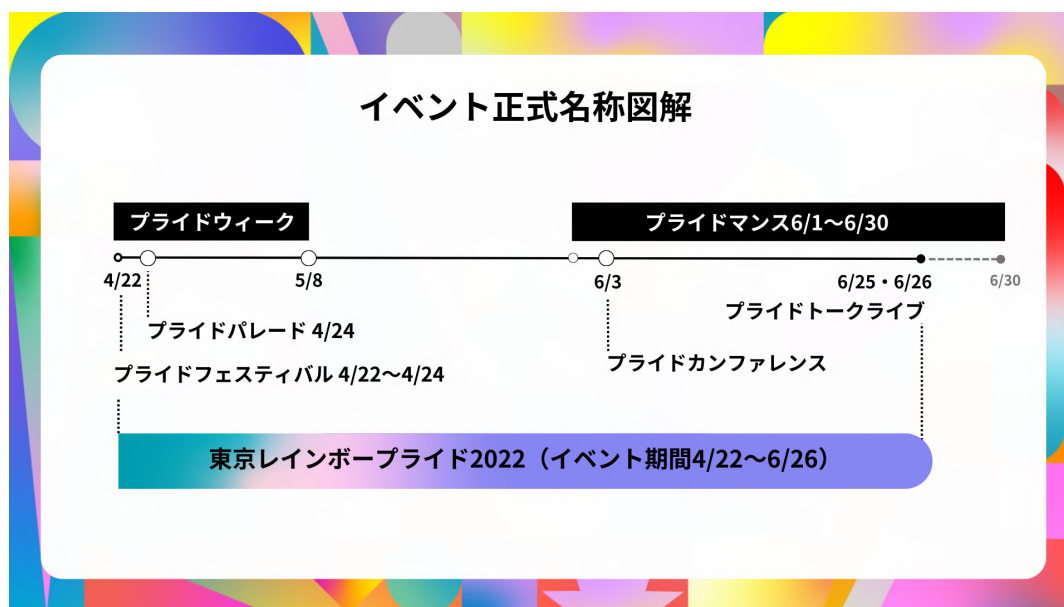 イベント正式名称図解
プライドウィーク
プライドマンス6/1〜6/30
4/22
5/8
6/3
6/25・6/26
6/30
プライドトークライブ
プライドパレード 4/24
プライドカンファレンス
プライドフェスティバル 4/22〜4/24
東京レインボープライド2022（イベント期間4/22〜6/26）